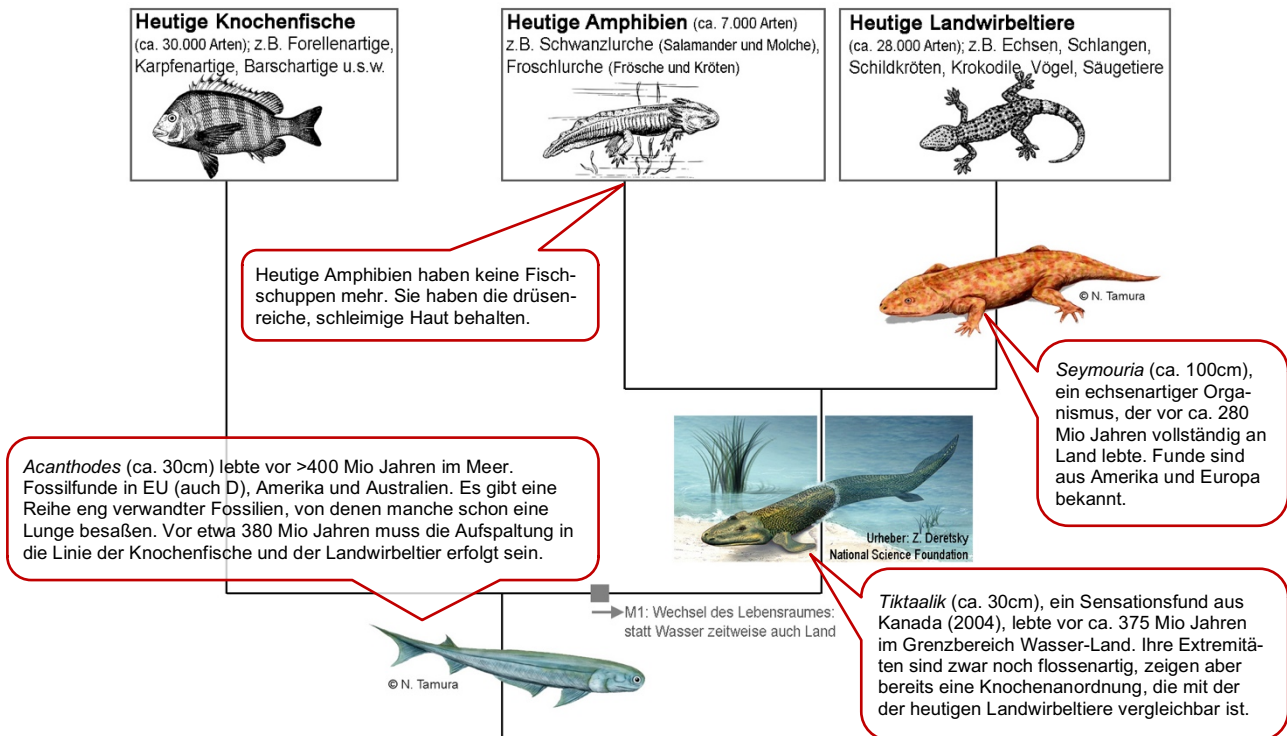 Heutige Knochenfische
(ca. 30.000 Arten); z.B. Forellenartige,
Karpfenartige, Barschartige u.s.w.
Heutige Amphibien (ca. 7.000 Arten)
z.B. Schwanzlurche (Salamander und Molche),
Froschlurche (Frösche und Kröten)
Heutige Landwirbeltiere
(ca. 28.000 Arten); z.B. Echsen, Schlangen,
Schildkröten, Krokodile, Vögel, Säugetiere
Heutige Amphibien haben keine Fisch-
schuppen mehr. Sie haben die drüsen-
reiche, schleimige Haut behalten.
© N. Tamura
Seymouria (ca. 100cm),
ein echsenartiger Orga-
nismus, der vor ca. 280
Mio Jahren vollständig an
Land lebte. Funde sind
aus Amerika und Europa
bekannt.
Acanthodes (ca. 30cm) lebte vor >400 Mio Jahren im Meer.
Fossilfunde in EU (auch D), Amerika und Australien. Es gibt eine
Reihe eng verwandter Fossilien, von denen manche schon eine
Lunge besaßen. Vor etwa 380 Mio Jahren muss die Aufspaltung in
die Linie der Knochenfische und der Landwirbeltier erfolgt sein.
Urheber: Z. Deretsky
National Science Foundation
M1: Wechsel des Lebensraumes:
statt Wasser zeitweise auch Land
Tiktaalik (ca. 30cm), ein Sensationsfund aus
Kanada (2004), lebte vor ca. 375 Mio Jahren
im Grenzbereich Wasser-Land. Ihre Extremitä-
ten sind zwar noch flossenartig, zeigen aber
bereits eine Knochenanordnung, die mit der
der heutigen Landwirbeltiere vergleichbar ist.
© N. Tamura